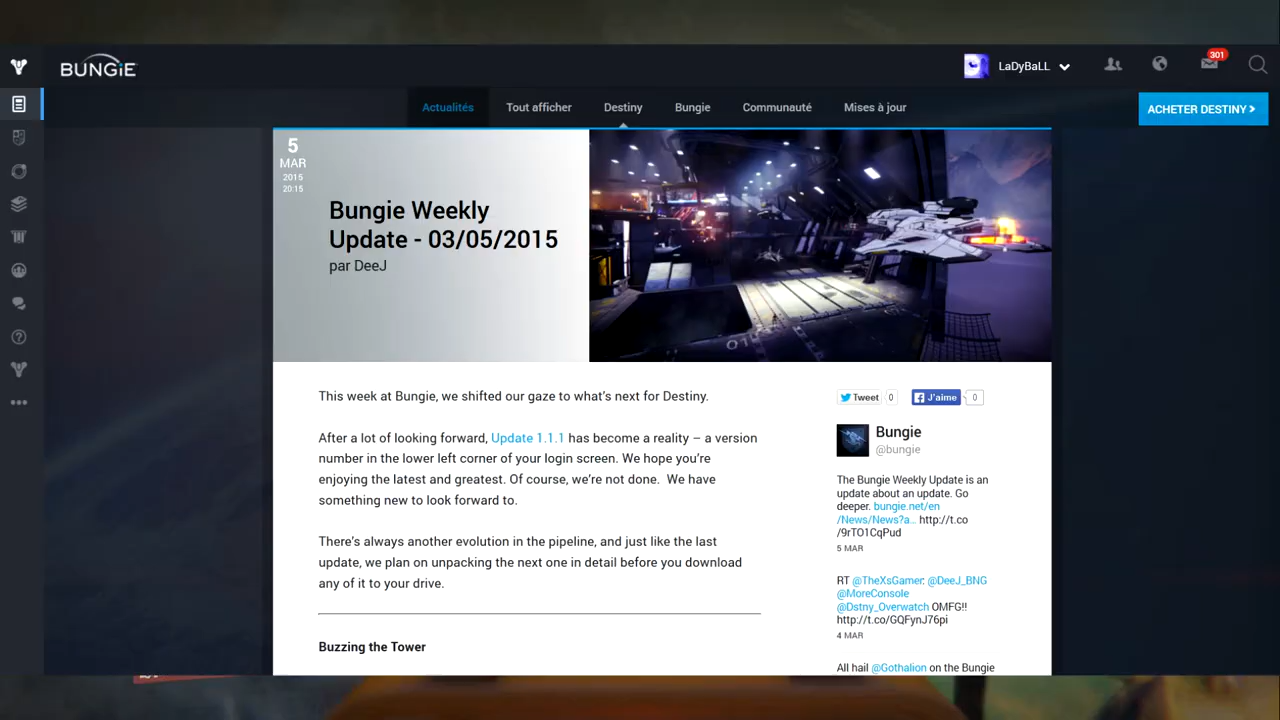 BUNGiE
LaDyBaLL
301
Actualités
Tout afficher
Destiny
Bungie
Communauté
Mises à jour
ACHETER DESTINY >
5
MAR
2015
20:15
Bungie Weekly
Update - 03/05/2015
par DeeJ
This week at Bungie, we shifted our gaze to what's next for Destiny.
After a lot of looking forward, Update 1.1.1 has become a reality – a version
number in the lower left corner of your login screen. We hope you're
enjoying the latest and greatest. Of course, we're not done.  We have
something new to look forward to.
There's always another evolution in the pipeline, and just like the last
update, we plan on unpacking the next one in detail before you download
any of it to your drive.
Buzzing the Tower
Tweet 0
J'aime 0
Bungie
@bungie
The Bungie Weekly Update is an
update about an update. Go
deeper. bungie.net/en
/News/News?a… http://t.co
/9rTO1CqPud
5 MAR
RT @TheXsGamer: @DeeJ_BNG
@MoreConsole
@Dstny_Overwatch OMFG!!
http://t.co/GQFynJ76pi
4 MAR
All hail @Gothalion on the Bungie